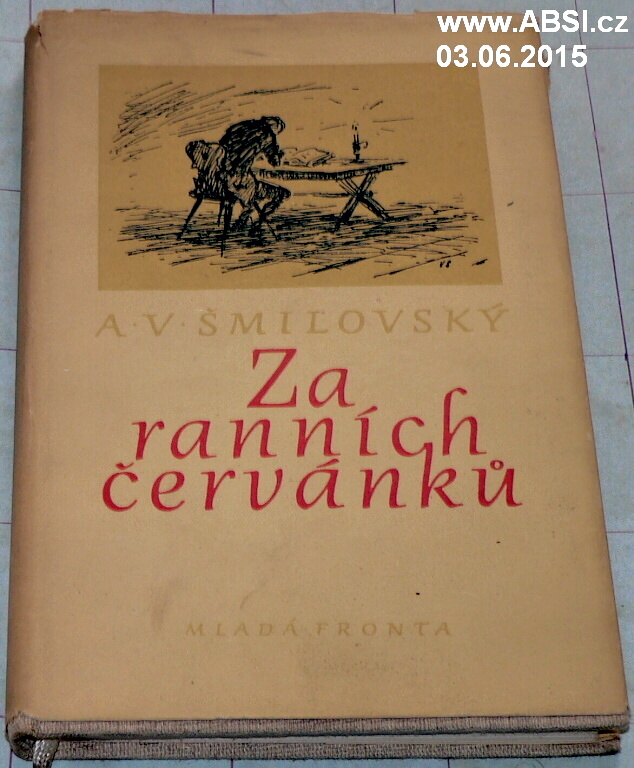 www.ABSI.cz
03.06.2015
A·V·ŠMILOVSKÝ
Za
ranních
červánků
MLADÁ FRONTA